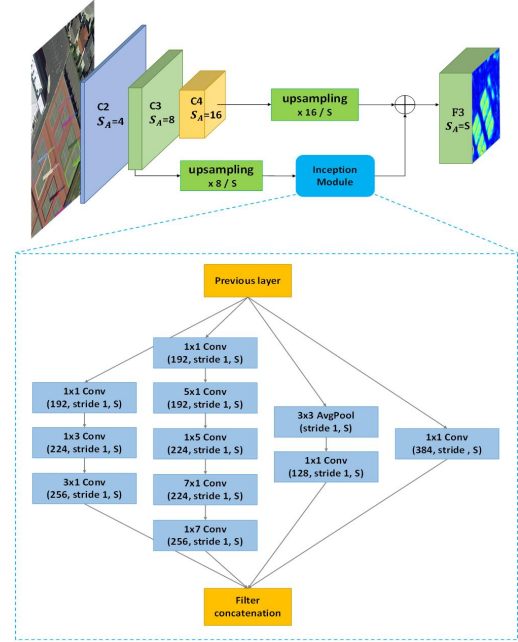 C2
S_A=4
C3
S_A=8
C4
S_A=16
upsampling
x 16 / S
F3
S_A=S
upsampling
x 8 / S
Inception
Module
Previous layer
1x1 Conv
(192, stride 1, S)
1x3 Conv
(224, stride 1, S)
3x1 Conv
(256, stride 1, S)
1x1 Conv
(192, stride 1, S)
5x1 Conv
(192, stride 1, S)
1x5 Conv
(224, stride 1, S)
7x1 Conv
(224, stride 1, S)
1x7 Conv
(256, stride 1, S)
3x3 AvgPool
(stride 1, S)
1x1 Conv
(128, stride 1, S)
1x1 Conv
(384, stride , S)
Filter
concatenation